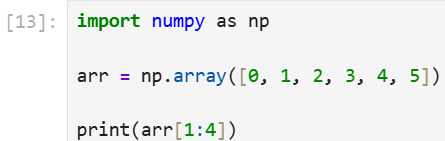 [13]: import numpy as np
arr = np.array([0, 1, 2, 3, 4, 5])
print(arr[1:4])